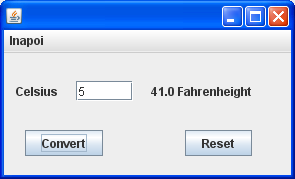 Inapoi
Celsius 5 41.0 Fahrenheight
Convert Reset